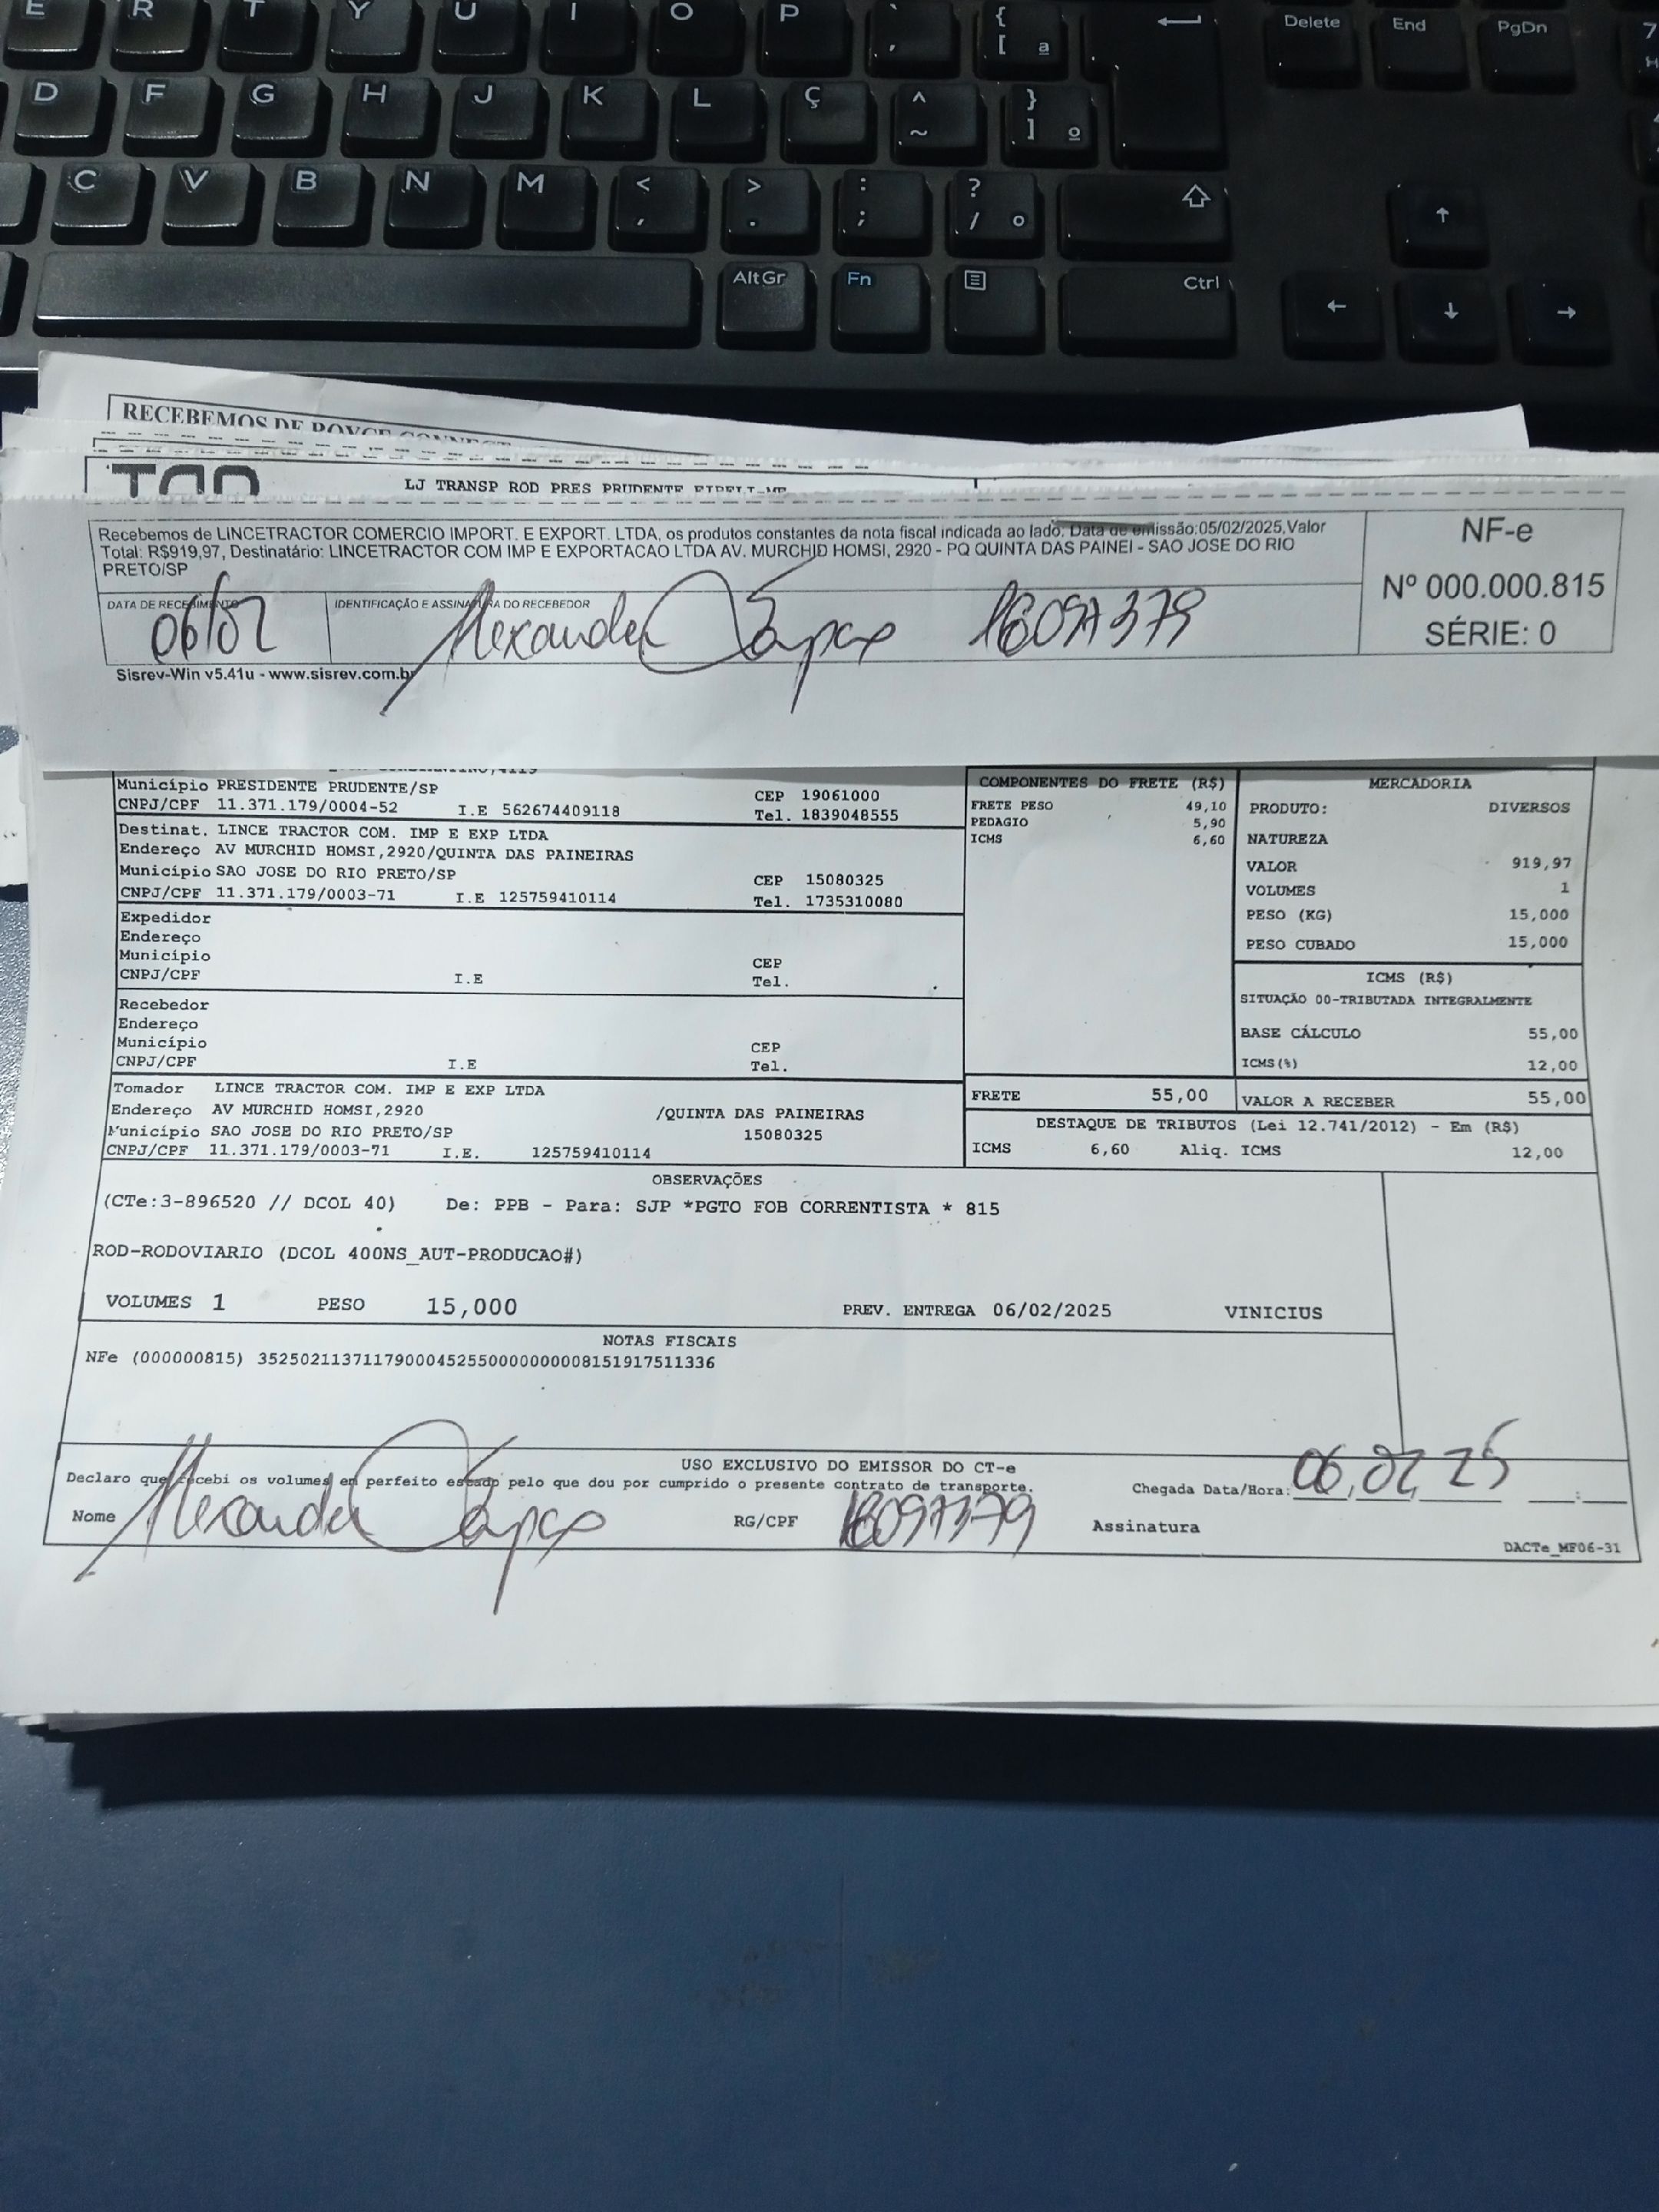 E R T Y U I O P ` { Delete End PgDn 7
´ [ ª
D F G H J K L Ç ^ }
~ ] º
C V B N M < > : ?
, . ; / °
AltGr Fn Ctrl
RECEBEMOS DE
LJ TRANSP ROD PRES PRUDENTE EIRELI-ME
Recebemos de LINCETRACTOR COMERCIO IMPORT. E EXPORT. LTDA, os produtos constantes da nota fiscal indicada ao lado. Data de emissão:05/02/2025,Valor
Total: R$919,97, Destinatário: LINCETRACTOR COM IMP E EXPORTACAO LTDA AV. MURCHID HOMSI, 2920 - PQ QUINTA DAS PAINEI - SAO JOSE DO RIO
PRETO/SP
NF-e
Nº 000.000.815
SÉRIE: 0
DATA DE RECEBIMENTO IDENTIFICAÇÃO E ASSINATURA DO RECEBEDOR
06/02 Alexandre
Sisrev-Win v5.41u - www.sisrev.com.br
Município PRESIDENTE PRUDENTE/SP CEP 19061000
CNPJ/CPF 11.371.179/0004-52 I.E 562674409118 Tel. 1839048555
Destinat. LINCE TRACTOR COM. IMP E EXP LTDA
Endereço AV MURCHID HOMSI,2920/QUINTA DAS PAINEIRAS
Município SAO JOSE DO RIO PRETO/SP CEP 15080325
CNPJ/CPF 11.371.179/0003-71 I.E 125759410114 Tel. 1735310080
Expedidor
Endereço
Município CEP
CNPJ/CPF I.E Tel.
Recebedor
Endereço
Município CEP
CNPJ/CPF I.E Tel.
Tomador LINCE TRACTOR COM. IMP E EXP LTDA
Endereço AV MURCHID HOMSI,2920 /QUINTA DAS PAINEIRAS
Município SAO JOSE DO RIO PRETO/SP 15080325
CNPJ/CPF 11.371.179/0003-71 I.E. 125759410114
COMPONENTES DO FRETE (R$)
FRETE PESO 49,10
PEDAGIO 5,90
ICMS 6,60
MERCADORIA
PRODUTO: DIVERSOS
NATUREZA
VALOR 919,97
VOLUMES 1
PESO (KG) 15,000
PESO CUBADO 15,000
ICMS (R$)
SITUAÇÃO 00-TRIBUTADA INTEGRALMENTE
BASE CÁLCULO 55,00
ICMS(%) 12,00
FRETE 55,00 VALOR A RECEBER 55,00
DESTAQUE DE TRIBUTOS (Lei 12.741/2012) - Em (R$)
ICMS 6,60 Aliq. ICMS 12,00
OBSERVAÇÕES
(CTe:3-896520 // DCOL 40) De: PPB - Para: SJP *PGTO FOB CORRENTISTA * 815
ROD-RODOVIARIO (DCOL 400NS_AUT-PRODUCAO#)
VOLUMES 1 PESO 15,000 PREV. ENTREGA 06/02/2025 VINICIUS
NOTAS FISCAIS
NFe (000000815) 35250211371179000452550000000008151917511336
USO EXCLUSIVO DO EMISSOR DO CT-e
Declaro que recebi os volumes em perfeito estado pelo que dou por cumprido o presente contrato de transporte.
Chegada Data/Hora: 06,02,25 :
Nome Alexandre RG/CPF Assinatura
DACTe_MF06-31